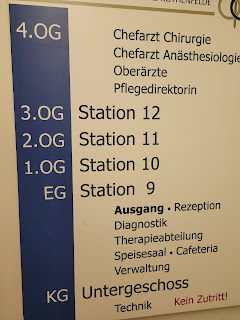 ROTHENFELDE
4.OG Chefarzt Chirurgie
Chefarzt Anästhesiologie
Oberärzte
Pflegedirektorin
3.OG Station 12
2.OG Station 11
1.OG Station 10
EG Station 9
Ausgang • Rezeption
Diagnostik
Therapieabteilung
Speisesaal • Cafeteria
Verwaltung
KG Untergeschoss
Technik Kein Zutritt!